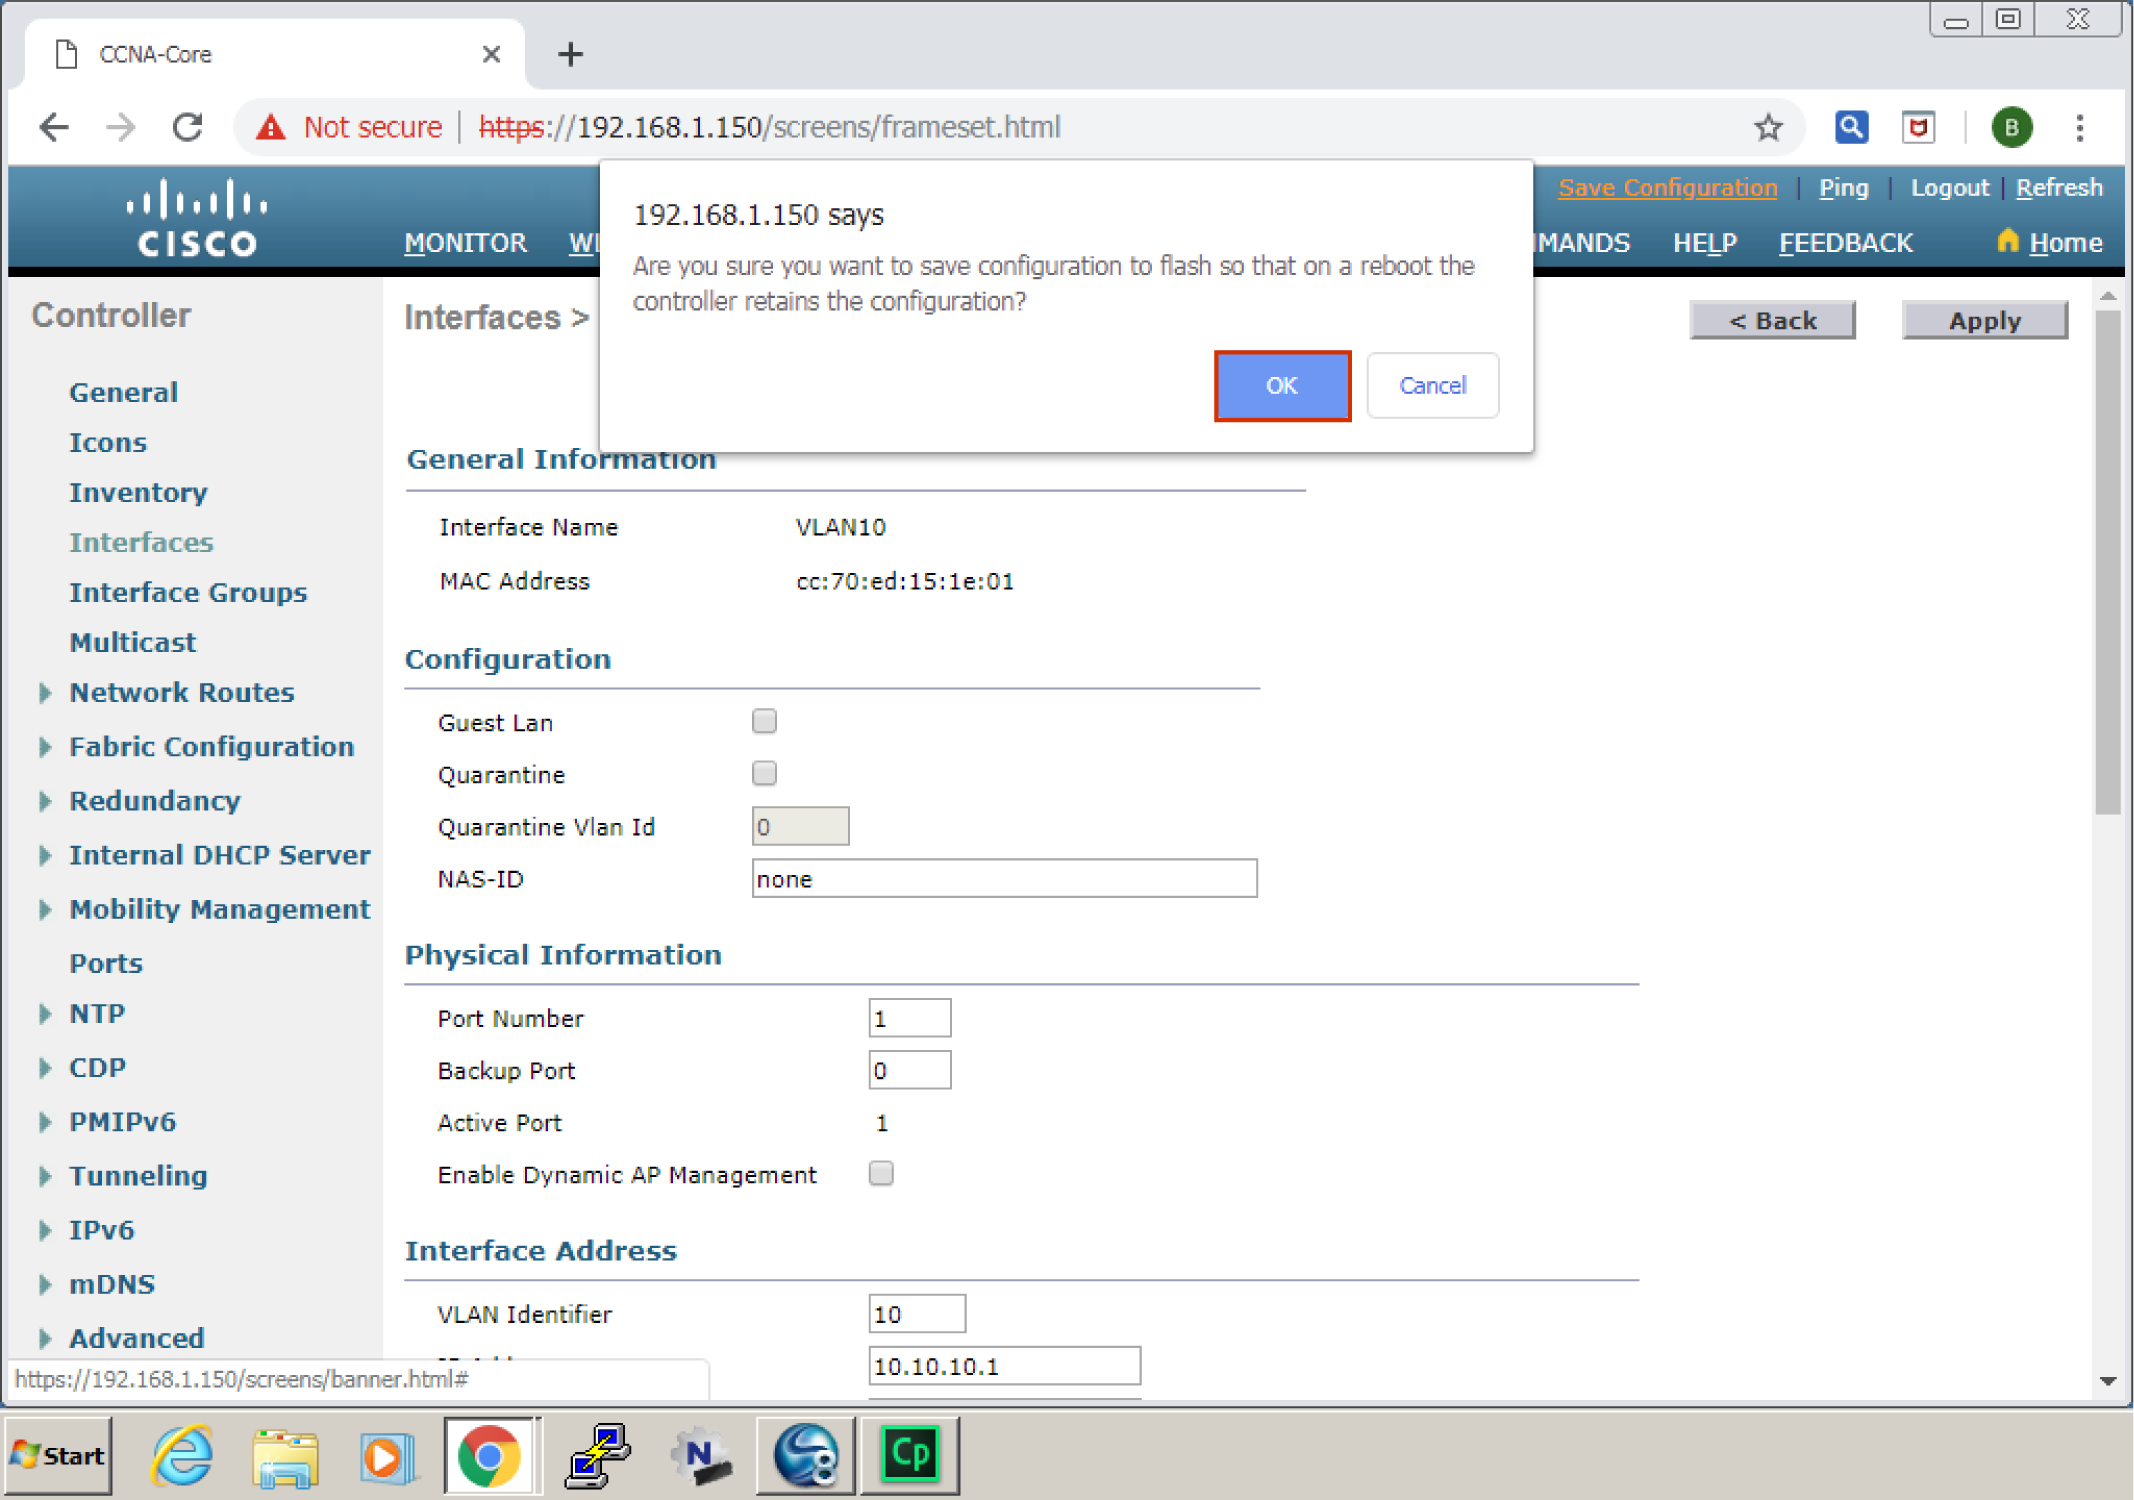 CCNA-Core
Not secure | https://192.168.1.150/screens/frameset.html
B
CISCO
MONITOR
Save Configuration | Ping | Logout | Refresh
MMANDS HELP FEEDBACK Home
192.168.1.150 says
Are you sure you want to save configuration to flash so that on a reboot the
controller retains the configuration?
OK Cancel
Controller
General
Icons
Inventory
Interfaces
Interface Groups
Multicast
Network Routes
Fabric Configuration
Redundancy
Internal DHCP Server
Mobility Management
Ports
NTP
CDP
PMIPv6
Tunneling
IPv6
mDNS
Advanced
Interfaces >
< Back Apply
General Information
Interface Name VLAN10
MAC Address cc:70:ed:15:1e:01
Configuration
Guest Lan
Quarantine
Quarantine Vlan Id 0
NAS-ID none
Physical Information
Port Number 1
Backup Port 0
Active Port 1
Enable Dynamic AP Management
Interface Address
VLAN Identifier 10
10.10.10.1
https://192.168.1.150/screens/banner.html#
Start
N
8
Cp